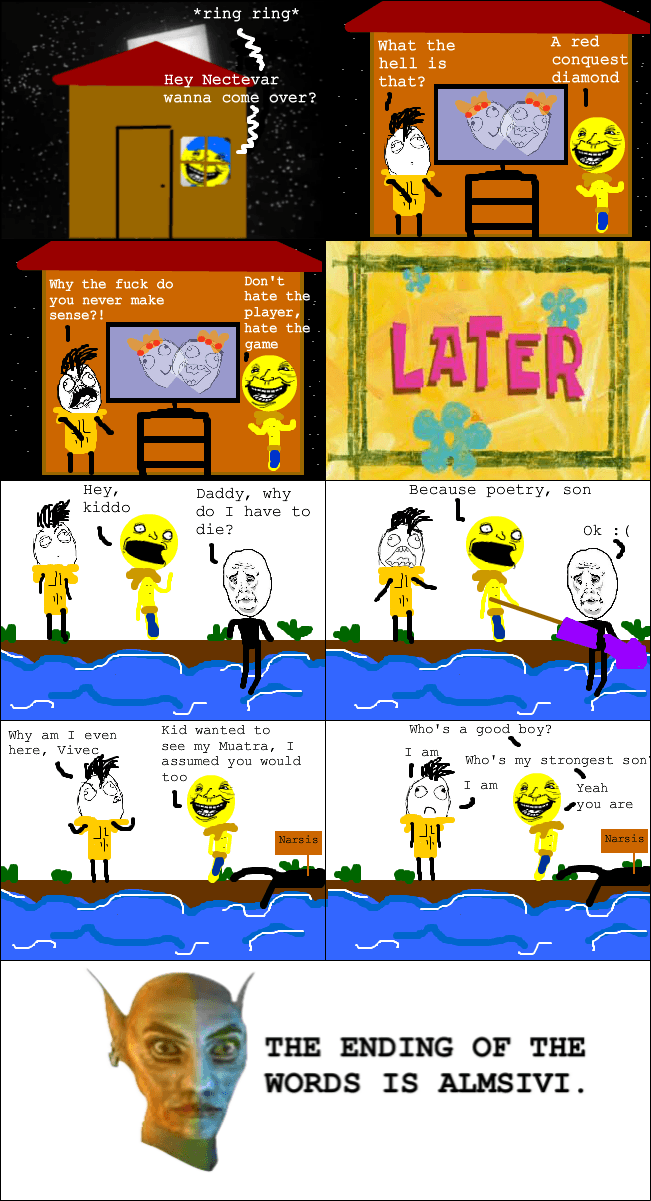 *ring ring*
Hey Nectevar
wanna come over?
What the
hell is
that?
A red
conquest
diamond
Why the fuck do
you never make
sense?!
Don't
hate the
player,
hate the
game
LATER
Hey,
kiddo
Daddy, why
do I have to
die?
Because poetry, son
Ok :(
Why am I even
here, Vivec
Kid wanted to
see my Muatra, I
assumed you would
too
Narsis
Who's a good boy?
I am
Who's my strongest son?
I am
Yeah
you are
Narsis
THE ENDING OF THE
WORDS IS ALMSIVI.